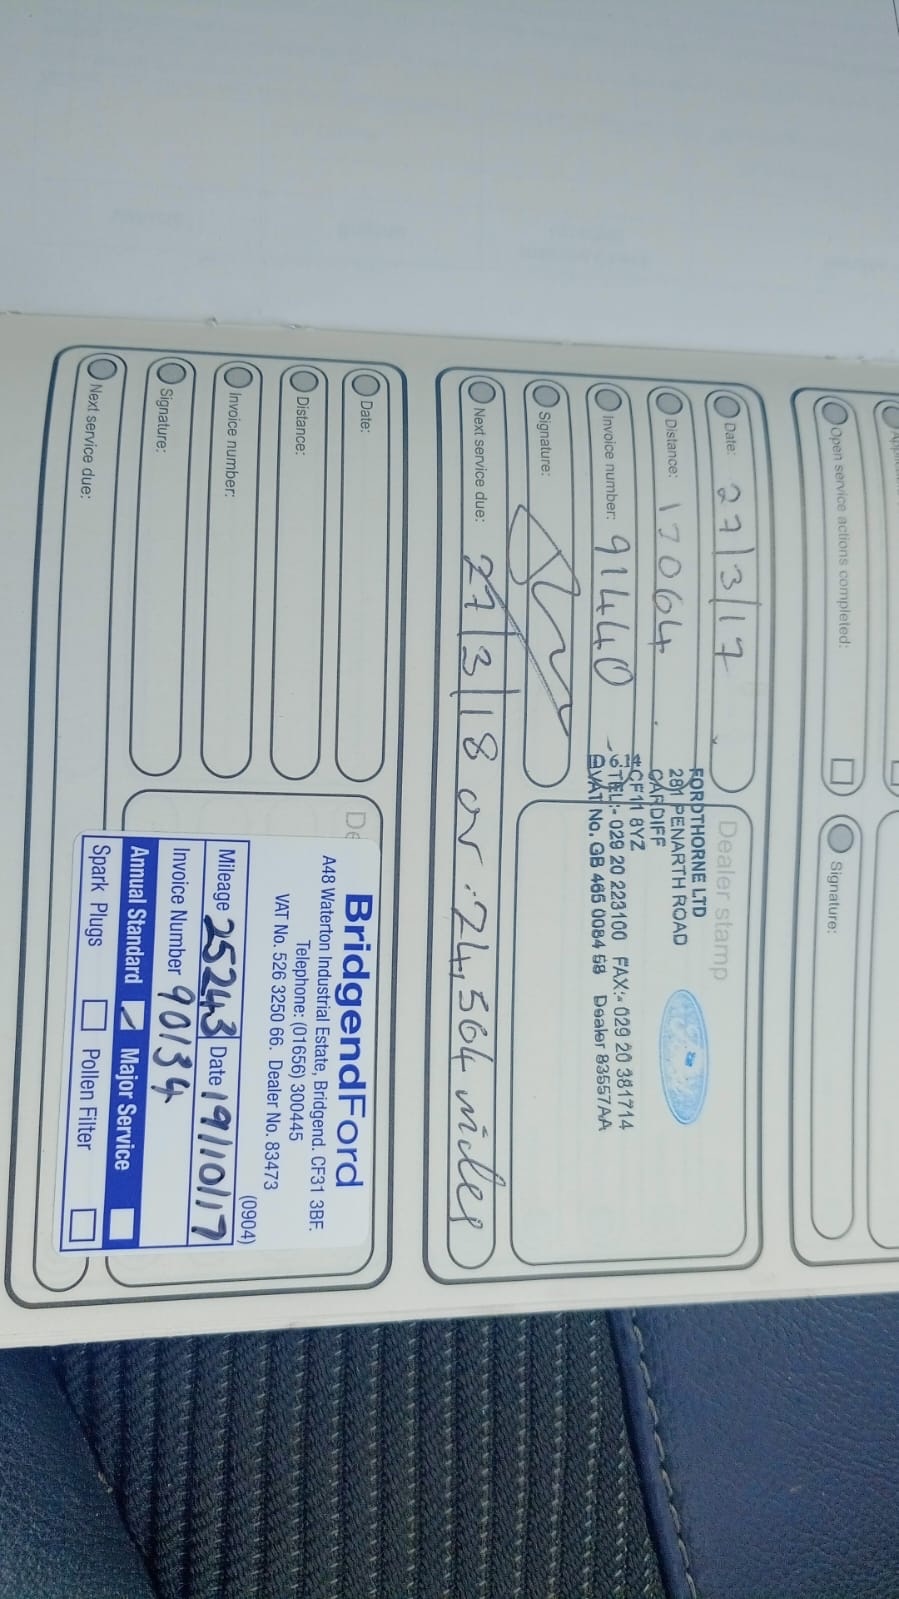 Open service actions completed:
Signature:
Date: 27/3/17
Distance: 17064
Invoice number: 91440
Signature:
Next service due: 27/3/18 or : 24,564 miles
Dealer stamp
FORDTHORNE LTD
281 PENARTH ROAD
CARDIFF
CF11 8YZ
TEL:- 029 20 223100 FAX:- 029 20 381714
VAT No. GB 465 0084 58 Dealer 83557AA
Date:
Distance:
Invoice number:
Signature:
Next service due:
De
BridgendFord
A48 Waterton Industrial Estate, Bridgend. CF31 3BF.
Telephone: (01656) 300445
VAT No. 526 3250 66. Dealer No. 83473
(0904)
Mileage 25243 Date 19/10/17
Invoice Number 90134
Annual Standard Major Service
Spark Plugs Pollen Filter